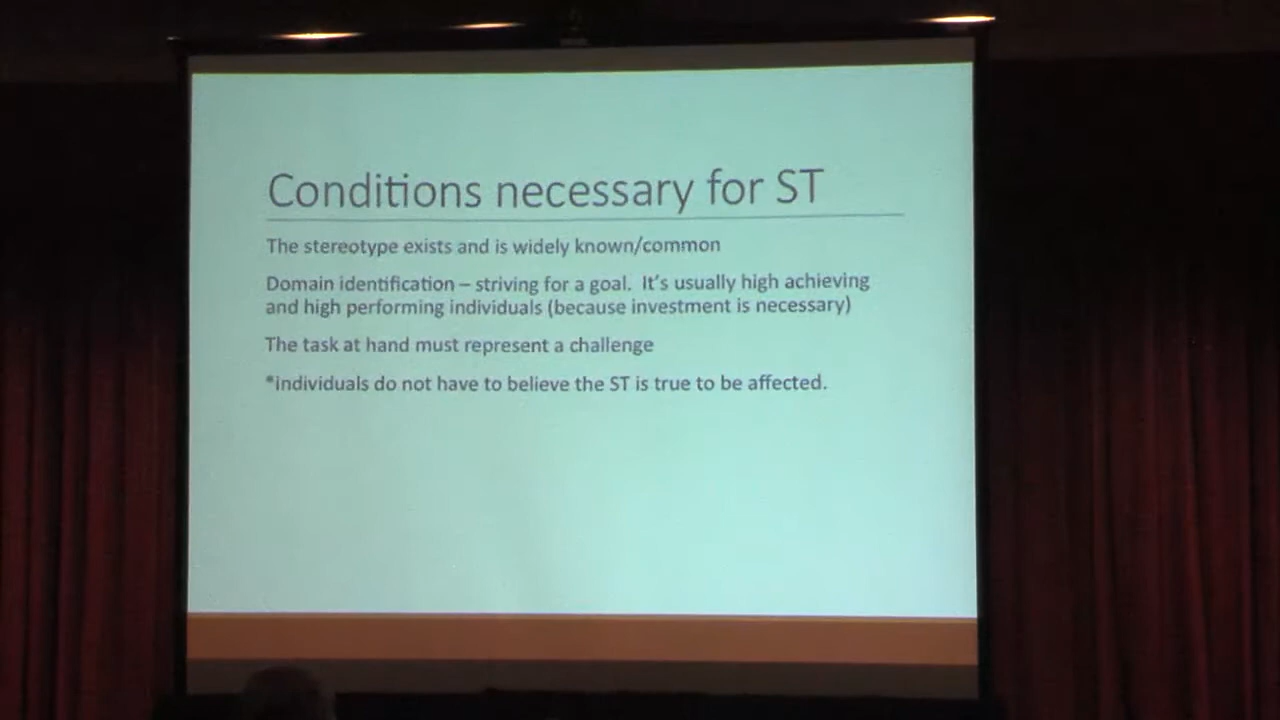 Conditions necessary for ST
The stereotype exists and is widely known/common
Domain identification – striving for a goal.  It's usually high achieving
and high performing individuals (because investment is necessary)
The task at hand must represent a challenge
*individuals do not have to believe the ST is true to be affected.